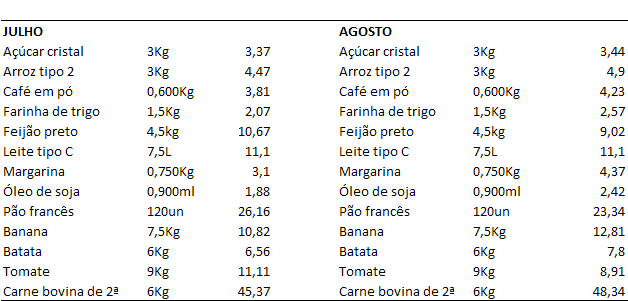 JULHO AGOSTO
Açúcar cristal 3Kg 3,37 Açúcar cristal 3Kg 3,44
Arroz tipo 2 3Kg 4,47 Arroz tipo 2 3Kg 4,9
Café em pó 0,600Kg 3,81 Café em pó 0,600Kg 4,23
Farinha de trigo 1,5Kg 2,07 Farinha de trigo 1,5Kg 2,57
Feijão preto 4,5kg 10,67 Feijão preto 4,5kg 9,02
Leite tipo C 7,5L 11,1 Leite tipo C 7,5L 11,1
Margarina 0,750Kg 3,1 Margarina 0,750Kg 4,37
Óleo de soja 0,900ml 1,88 Óleo de soja 0,900ml 2,42
Pão francês 120un 26,16 Pão francês 120un 23,34
Banana 7,5Kg 10,82 Banana 7,5Kg 12,81
Batata 6Kg 6,56 Batata 6Kg 7,8
Tomate 9Kg 11,11 Tomate 9Kg 8,91
Carne bovina de 2ª 6Kg 45,37 Carne bovina de 2ª 6Kg 48,34